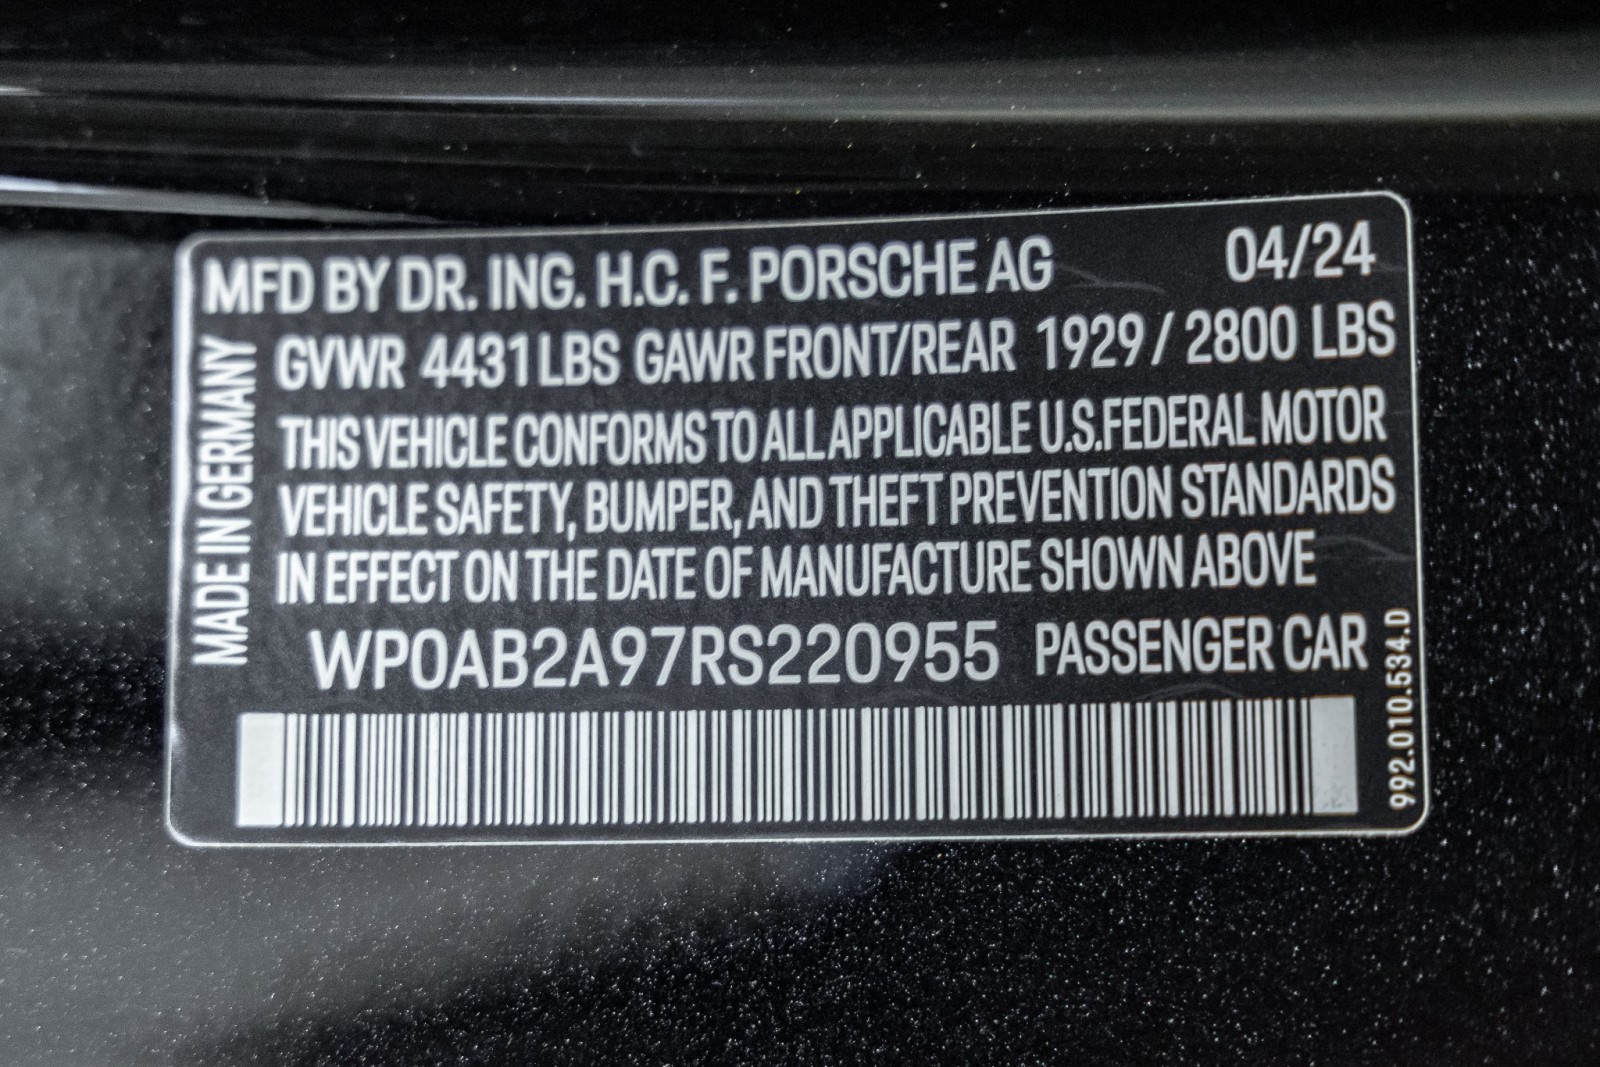 MFD BY DR. ING. H.C. F. PORSCHE AG 04/24
GVWR 4431 LBS GAWR FRONT/REAR 1929 / 2800 LBS
THIS VEHICLE CONFORMS TO ALL APPLICABLE U.S.FEDERAL MOTOR
VEHICLE SAFETY, BUMPER, AND THEFT PREVENTION STANDARDS
IN EFFECT ON THE DATE OF MANUFACTURE SHOWN ABOVE
WP0AB2A97RS220955 PASSENGER CAR
MADE IN GERMANY
992.010.534.D